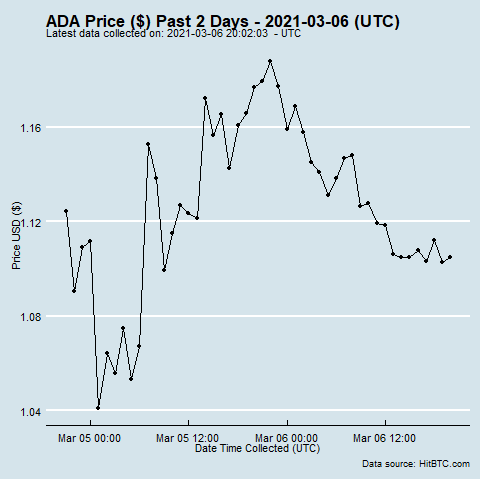 ADA Price ($) Past 2 Days - 2021-03-06 (UTC)
Latest data collected on: 2021-03-06 20:02:03 - UTC
1.16
1.12
1.08
1.04
Price USD ($)
Mar 05 00:00 Mar 05 12:00 Mar 06 00:00 Mar 06 12:00
Date Time Collected (UTC)
Data source: HitBTC.com